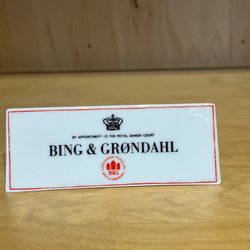 BY APPOINTMENT TO THE ROYAL DANISH COURT
BING & GRØNDAHL